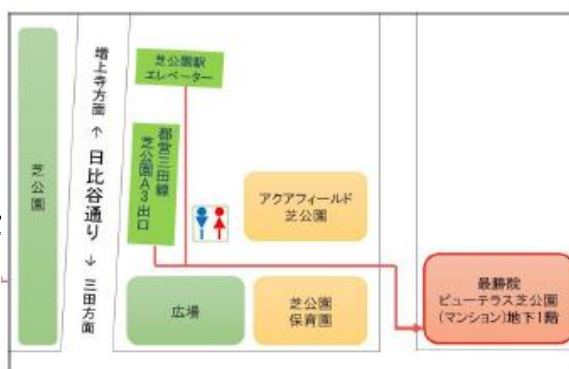 芝公園
増上寺方面
↑
日比谷通り
↓
三田方面
芝公園駅
エレベーター
都営三田線
芝公園A3出口
アクアフィールド
芝公園
広場
芝公園
保育園
最勝院
ビューテラス芝公園
(マンション)地下1階